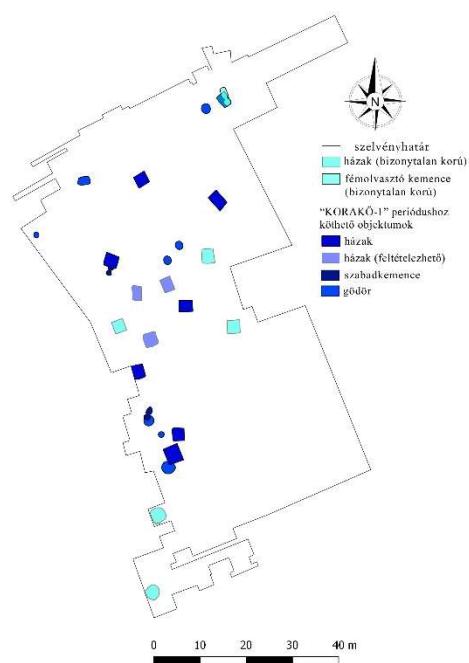 N
szelvényhatár
házak (bizonytalan korú)
fémolvasztó kemence
(bizonytalan korú)
"KORAKŐ-1" periódushoz
köthető objektumok
házak
házak (feltételezhető)
szabadkemence
gödör
0 10 20 30 40 m